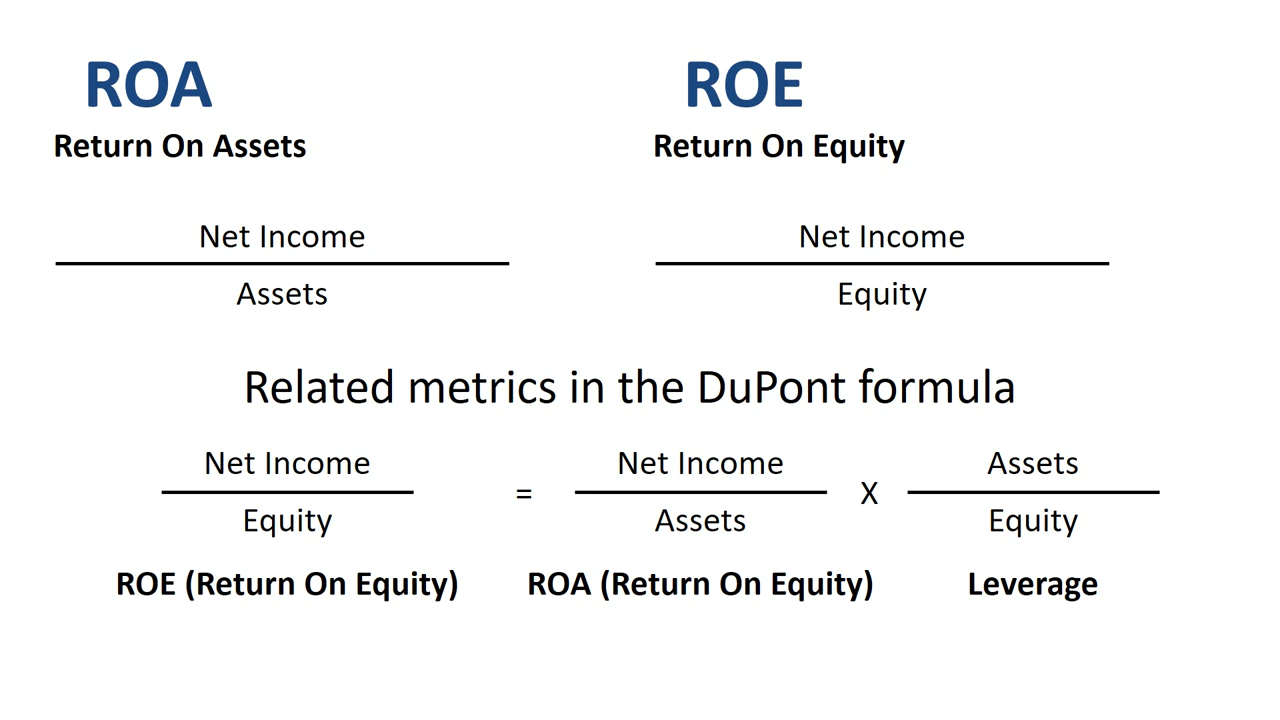 ROA
Return On Assets
Net Income
Assets
ROE
Return On Equity
Net Income
Equity
Related metrics in the DuPont formula
Net Income
Equity
ROE (Return On Equity)
=
Net Income
Assets
ROA (Return On Equity)
X
Assets
Equity
Leverage